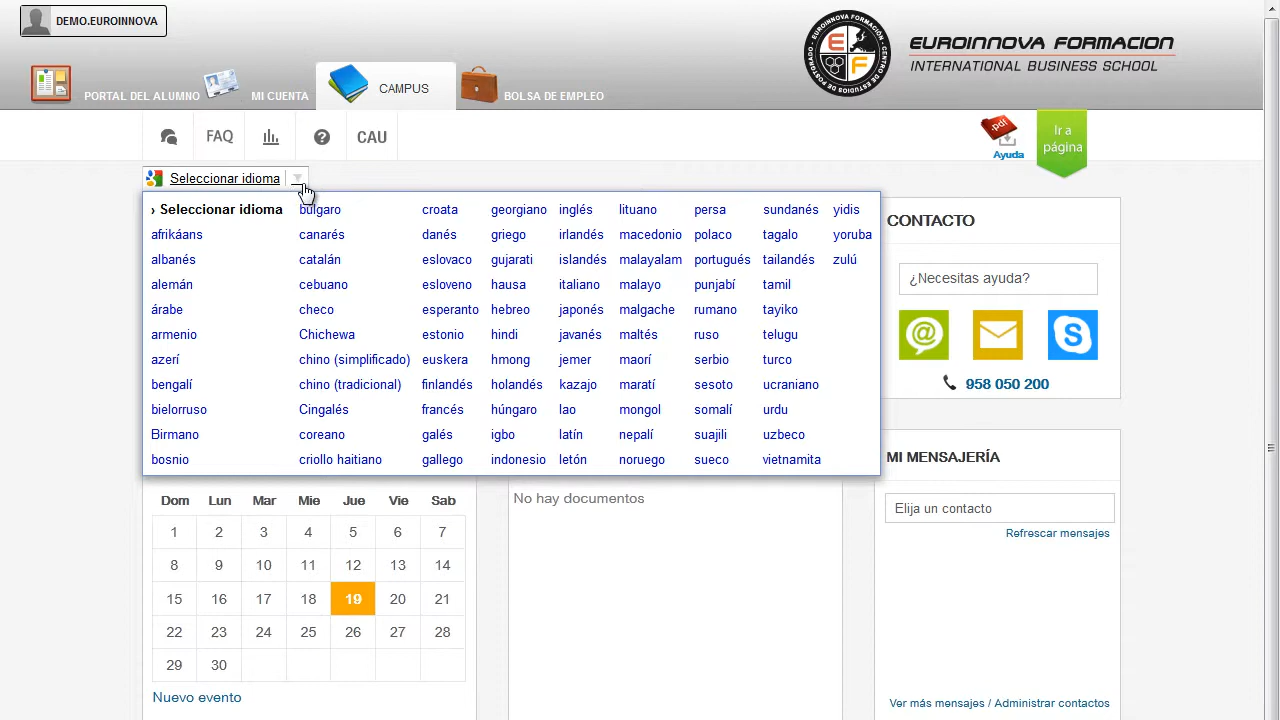 DEMO.EUROINNOVA
EUROINNOVA FORMACIÓN
CENTRO DE ESTUDIOS DE POSTGRADO
E
F
EUROINNOVA FORMACION
INTERNATIONAL BUSINESS SCHOOL
PORTAL DEL ALUMNO
MI CUENTA
CAMPUS
BOLSA DE EMPLEO
FAQ
?
CAU
.pdf
Ayuda
Ir a
página
Seleccionar idioma
› Seleccionar idioma búlgaro croata georgiano inglés lituano persa sundanés yidis
afrikáans canarés danés griego irlandés macedonio polaco tagalo yoruba
albanés catalán eslovaco gujarati islandés malayalam portugués tailandés zulú
alemán cebuano esloveno hausa italiano malayo punjabí tamil
árabe checo esperanto hebreo japonés malgache rumano tayiko
armenio Chichewa estonio hindi javanés maltés ruso telugu
azerí chino (simplificado) euskera hmong jemer maorí serbio turco
bengalí chino (tradicional) finlandés holandés kazajo maratí sesoto ucraniano
bielorruso Cingalés francés húngaro lao mongol somalí urdu
Birmano coreano galés igbo latín nepalí suajili uzbeco
bosnio criollo haitiano gallego indonesio letón noruego sueco vietnamita
CONTACTO
¿Necesitas ayuda?
@
S
958 050 200
Dom Lun Mar Mie Jue Vie Sab
1 2 3 4 5 6 7
8 9 10 11 12 13 14
15 16 17 18 19 20 21
22 23 24 25 26 27 28
29 30
Nuevo evento
No hay documentos
MI MENSAJERÍA
Elija un contacto
Refrescar mensajes
Ver más mensajes / Administrar contactos